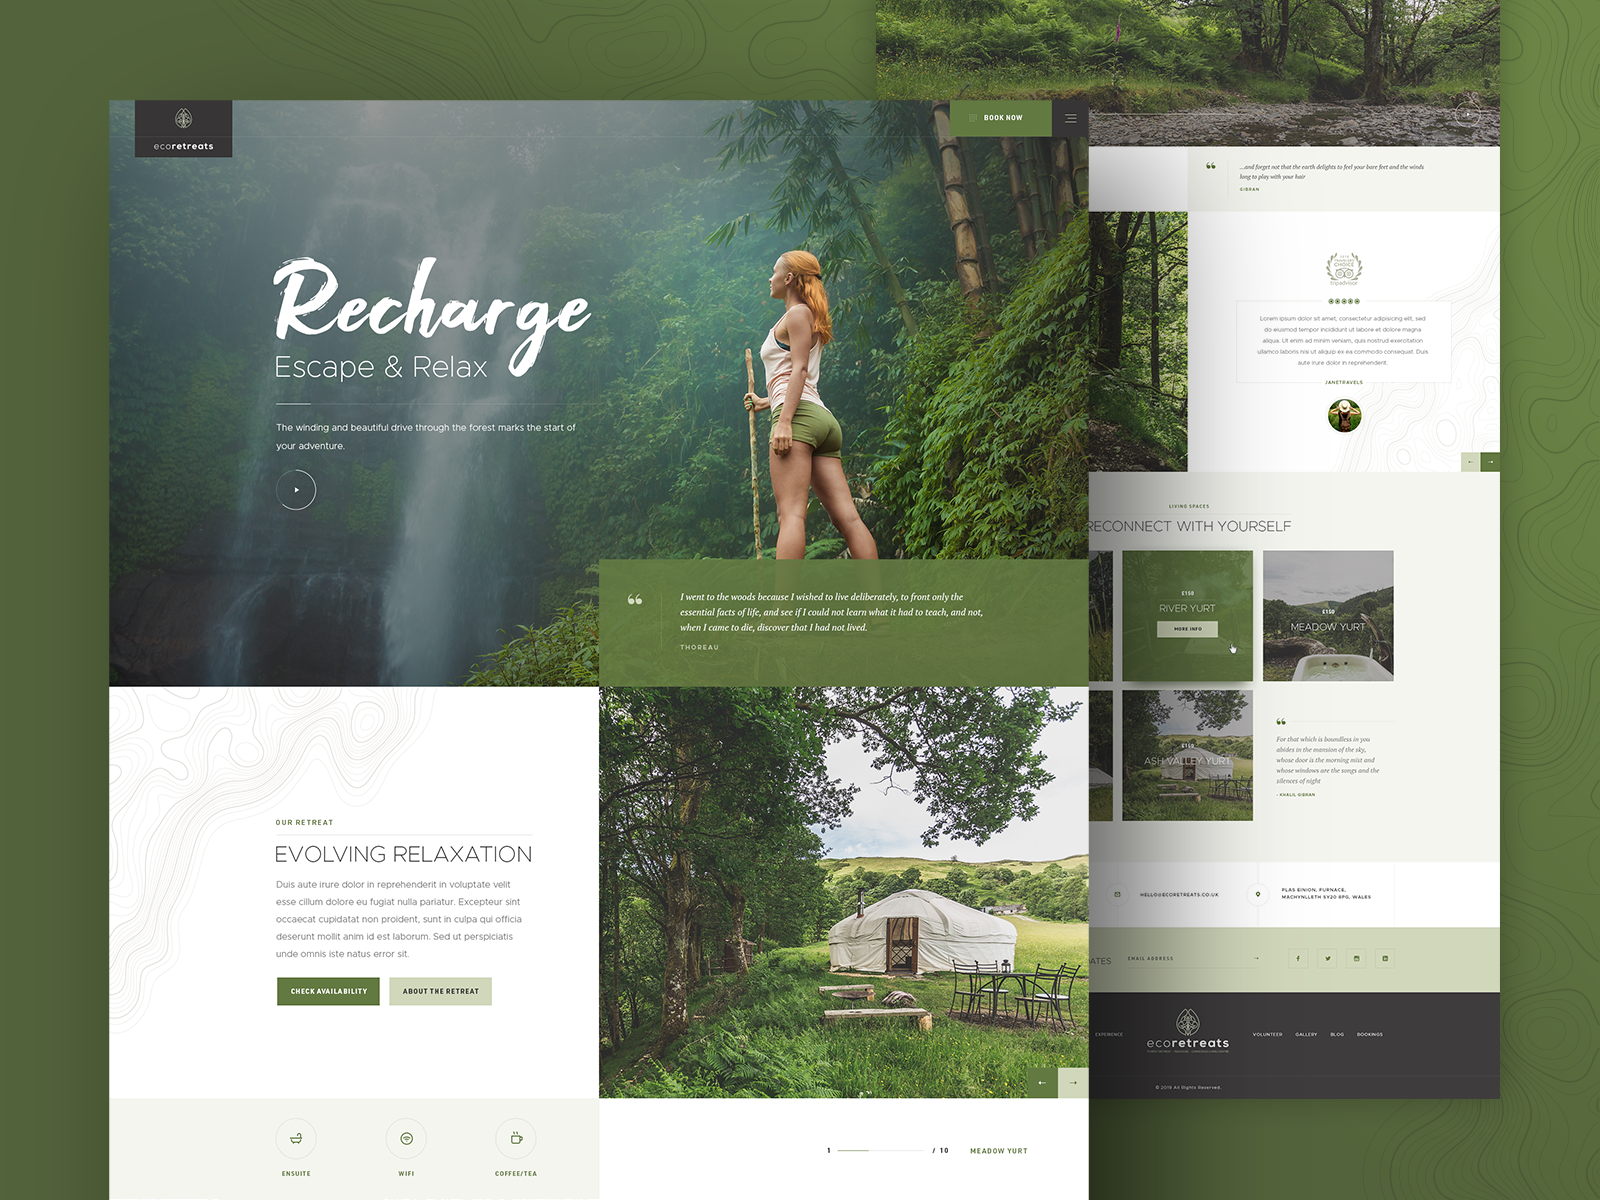 ecoretreats
BOOK NOW
Recharge
Escape & Relax
The winding and beautiful drive through the forest marks the start of
your adventure.
I went to the woods because I wished to live deliberately, to front only the
essential facts of life, and see if I could not learn what it had to teach, and not,
when I came to die, discover that I had not lived.
THOREAU
OUR RETREAT
EVOLVING RELAXATION
Duis aute irure dolor in reprehenderit in voluptate velit
esse cillum dolore eu fugiat nulla pariatur. Excepteur sint
occaecat cupidatat non proident, sunt in culpa qui officia
deserunt mollit anim id est laborum. Sed ut perspiciatis
unde omnis iste natus error sit.
CHECK AVAILABILITY
ABOUT THE RETREAT
ENSUITE
WIFI
COFFEE/TEA
1 / 10 MEADOW YURT
...and forget not that the earth delights to feel your bare feet and the winds
long to play with your hair
GIBRAN
CHOICE
tripadvisor
Lorem ipsum dolor sit amet, consectetur adipisicing elit, sed
do eiusmod tempor incididunt ut labore et dolore magna
aliqua. Ut enim ad minim veniam, quis nostrud exercitation
ullamco laboris nisi ut aliquip ex ea commodo consequat. Duis
aute irure dolor in reprehenderit.
JANETRAVELS
LIVING SPACES
RECONNECT WITH YOURSELF
£150
RIVER YURT
MORE INFO
£150
MEADOW YURT
£150
ASH VALLEY YURT
For that which is boundless in you
abides in the mansion of the sky,
whose door is the morning mist and
whose windows are the songs and the
silences of night
- KHALIL GIBRAN
HELLO@ECORETREATS.CO.UK
PLAS EINION, FURNACE,
MACHYNLLETH SY20 8PG, WALES
ATES
EMAIL ADDRESS
EXPERIENCE
ecoretreats
VOLUNTEER
GALLERY
BLOG
BOOKINGS
© 2019 All Rights Reserved.